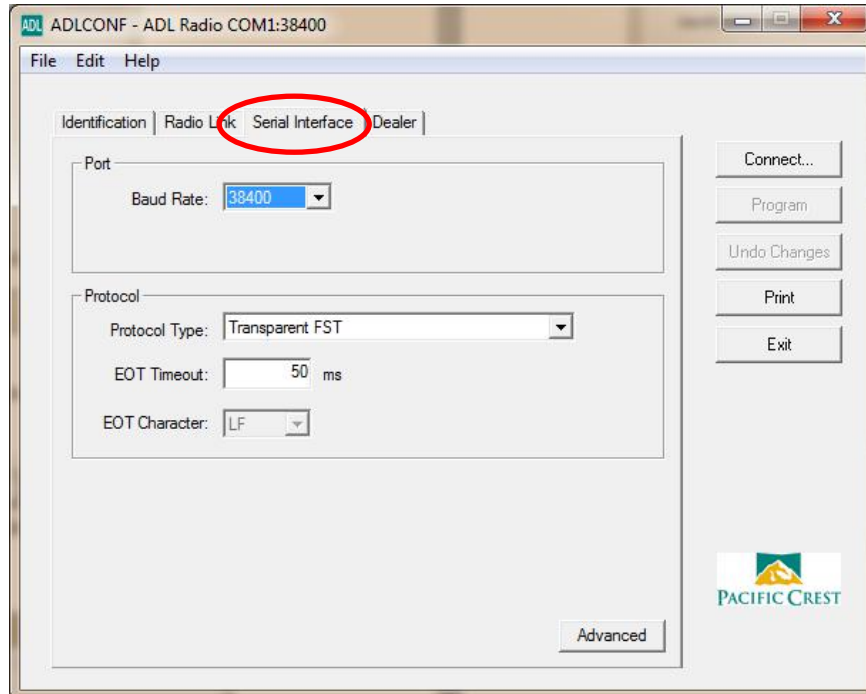 ADL ADLCONF - ADL Radio COM1:38400
File Edit Help
Identification Radio Link Serial Interface Dealer
Port
Baud Rate: 38400
Connect...
Program
Undo Changes
Protocol
Protocol Type: Transparent FST
Print
EOT Timeout: 50 ms
Exit
EOT Character: LF
PACIFIC CREST
Advanced